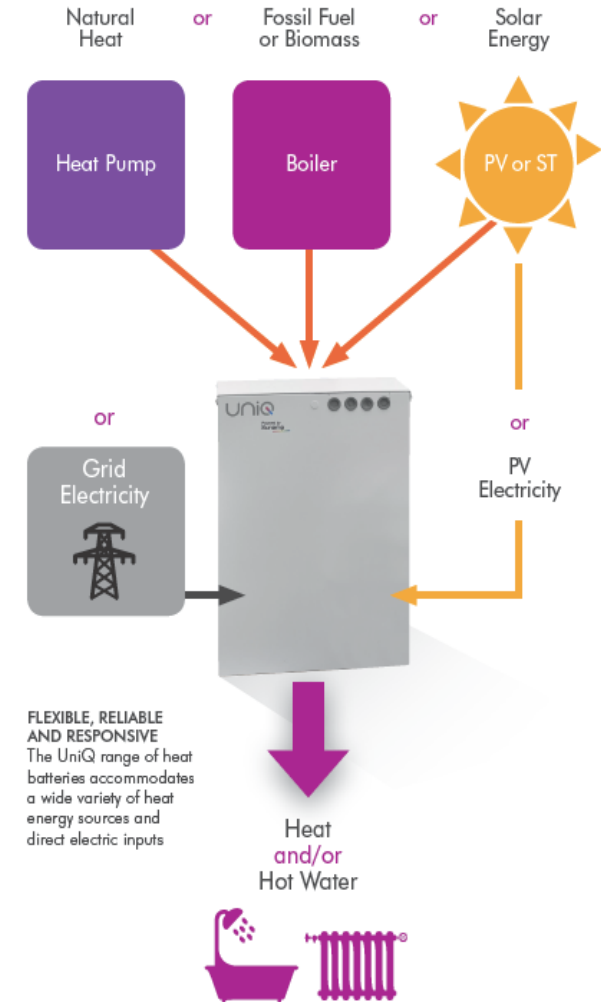 Natural
Heat
or
Fossil Fuel
or Biomass
or
Solar
Energy
Heat Pump
Boiler
PV or ST
UniQ
or
Grid
Electricity
or
PV
Electricity
FLEXIBLE, RELIABLE
AND RESPONSIVE
The UniQ range of heat
batteries accommodates
a wide variety of heat
energy sources and
direct electric inputs
Heat
and/or
Hot Water